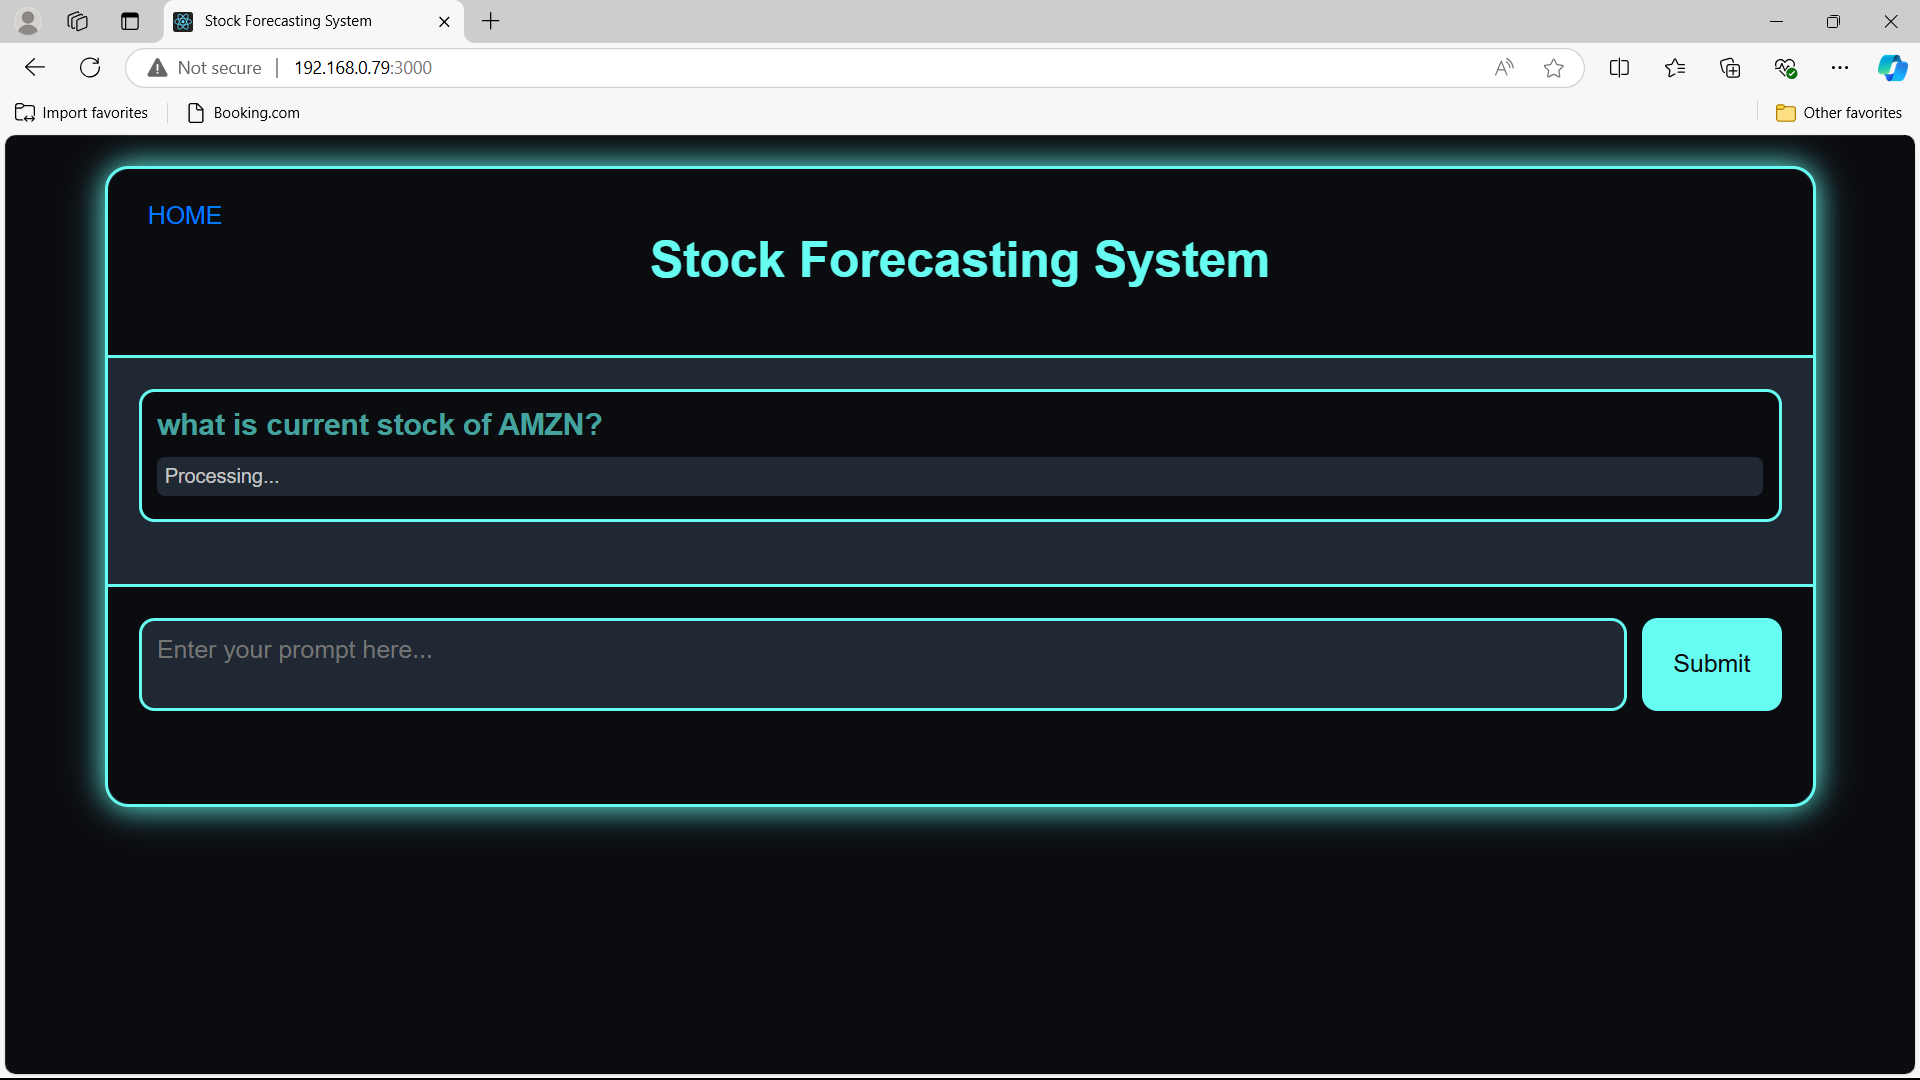 Stock Forecasting System
Not secure
192.168.0.79:3000
Import favorites
Booking.com
Other favorites
HOME
Stock Forecasting System
what is current stock of AMZN?
Processing...
Enter your prompt here...
Submit